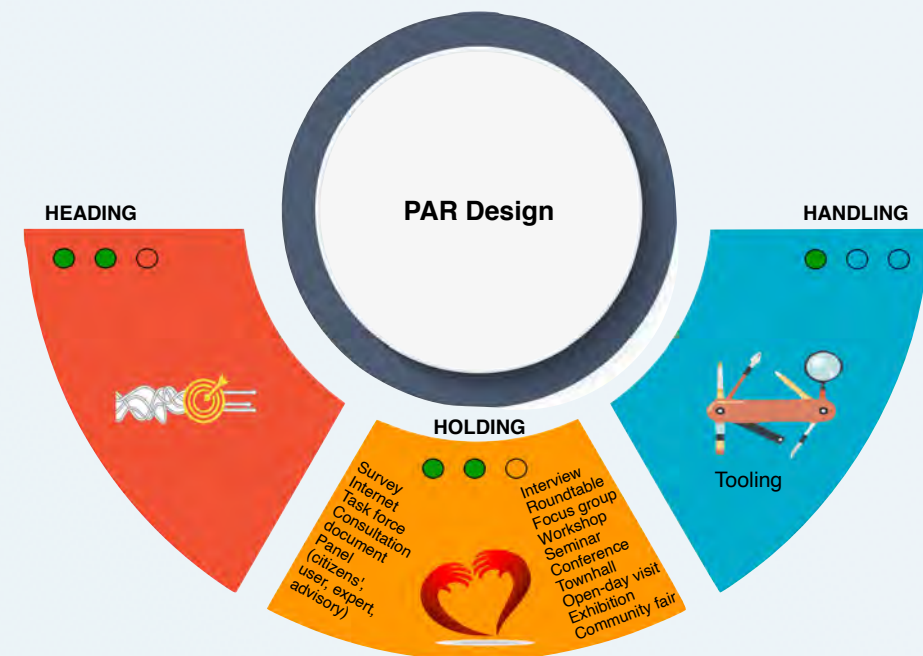 PAR Design
HEADING
HANDLING
HOLDING
Survey
Internet
Task force
Consultation
document
Panel
(citizens',
user, expert,
advisory)
Interview
Roundtable
Focus group
Workshop
Seminar
Conference
Townhall
Open-day visit
Exhibition
Community fair
Tooling